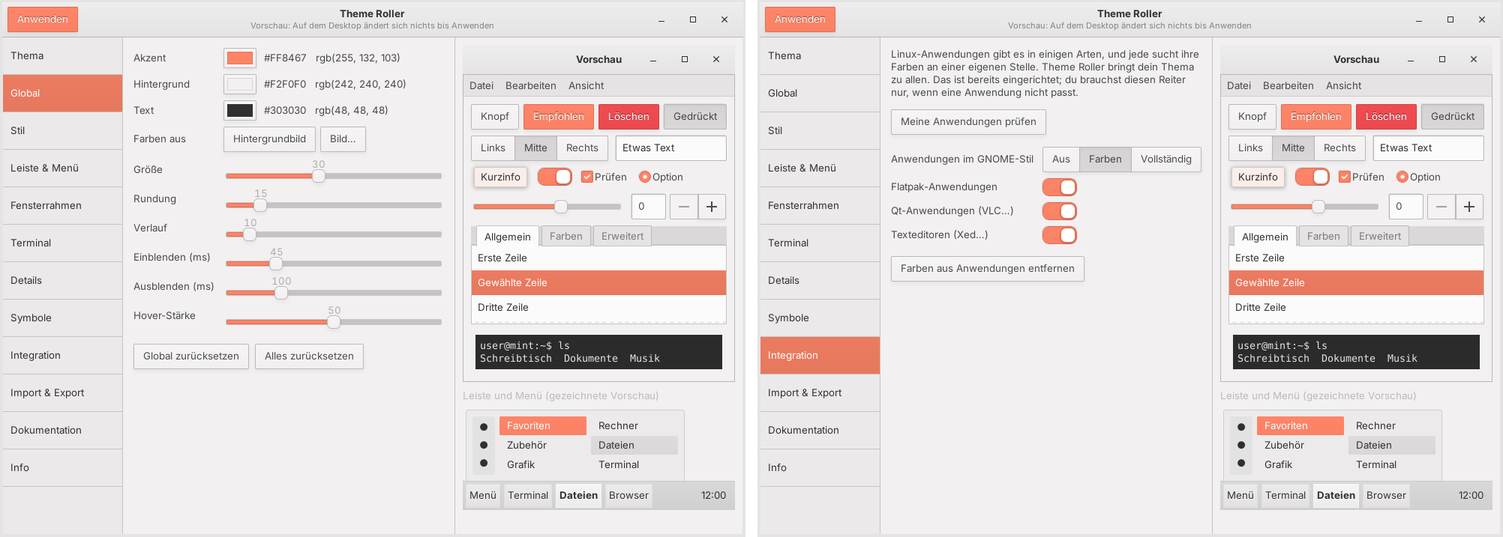 Anwenden
Theme Roller
Vorschau: Auf dem Desktop ändert sich nichts bis Anwenden
Thema
Global
Stil
Leiste & Menü
Fensterrahmen
Terminal
Details
Symbole
Integration
Import & Export
Dokumentation
Info
Akzent #FF8467 rgb(255, 132, 103)
Hintergrund #F2F0F0 rgb(242, 240, 240)
Text #303030 rgb(48, 48, 48)
Farben aus Hintergrundbild Bild...
Größe 30
Rundung 15
Verlauf 10
Einblenden (ms) 45
Ausblenden (ms) 100
Hover-Stärke 50
Global zurücksetzen Alles zurücksetzen
Vorschau
Datei Bearbeiten Ansicht
Knopf Empfohlen Löschen Gedrückt
Links Mitte Rechts Etwas Text
Kurzinfo Prüfen Option
0
Allgemein Farben Erweitert
Erste Zeile
Gewählte Zeile
Dritte Zeile
user@mint:~$ ls
Schreibtisch Dokumente Musik
Leiste und Menü (gezeichnete Vorschau)
Favoriten Rechner
Zubehör Dateien
Grafik Terminal
Menü Terminal Dateien Browser 12:00
Anwenden
Theme Roller
Vorschau: Auf dem Desktop ändert sich nichts bis Anwenden
Thema
Global
Stil
Leiste & Menü
Fensterrahmen
Terminal
Details
Symbole
Integration
Import & Export
Dokumentation
Info
Linux-Anwendungen gibt es in einigen Arten, und jede sucht ihre
Farben an einer eigenen Stelle. Theme Roller bringt dein Thema
zu allen. Das ist bereits eingerichtet; du brauchst diesen Reiter
nur, wenn eine Anwendung nicht passt.
Meine Anwendungen prüfen
Anwendungen im GNOME-Stil Aus Farben Vollständig
Flatpak-Anwendungen
Qt-Anwendungen (VLC...)
Texteditoren (Xed...)
Farben aus Anwendungen entfernen
Vorschau
Datei Bearbeiten Ansicht
Knopf Empfohlen Löschen Gedrückt
Links Mitte Rechts Etwas Text
Kurzinfo Prüfen Option
0
Allgemein Farben Erweitert
Erste Zeile
Gewählte Zeile
Dritte Zeile
user@mint:~$ ls
Schreibtisch Dokumente Musik
Leiste und Menü (gezeichnete Vorschau)
Favoriten Rechner
Zubehör Dateien
Grafik Terminal
Menü Terminal Dateien Browser 12:00